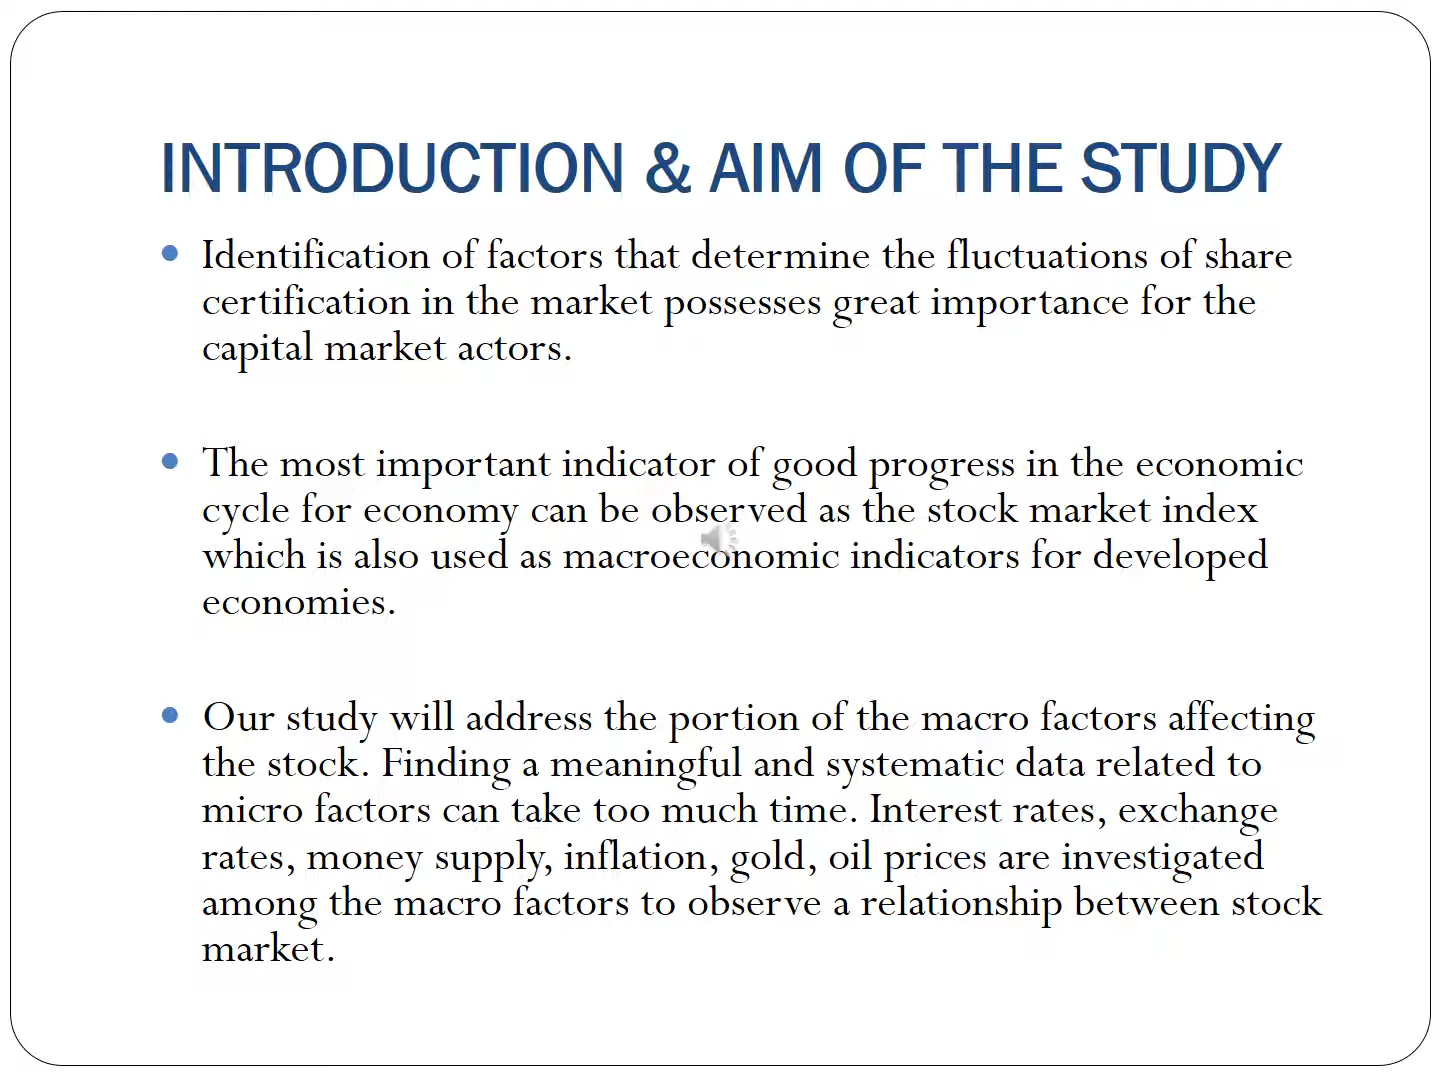 INTRODUCTION & AIM OF THE STUDY
Identification of factors that determine the fluctuations of share
certification in the market possesses great importance for the
capital market actors.
The most important indicator of good progress in the economic
cycle for economy can be observed as the stock market index
which is also used as macroeconomic indicators for developed
economies.
Our study will address the portion of the macro factors affecting
the stock. Finding a meaningful and systematic data related to
micro factors can take too much time. Interest rates, exchange
rates, money supply, inflation, gold, oil prices are investigated
among the macro factors to observe a relationship between stock
market.